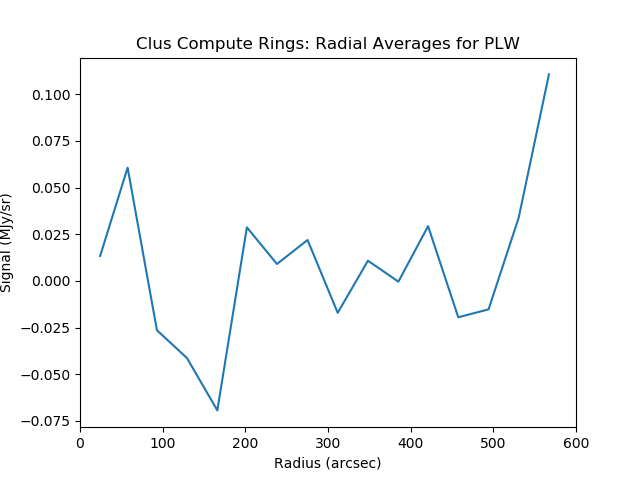 Clus Compute Rings: Radial Averages for PLW
0.100
0.075
0.050
0.025
0.000
−0.025
−0.050
−0.075
Signal (MJy/sr)
0 100 200 300 400 500 600
Radius (arcsec)